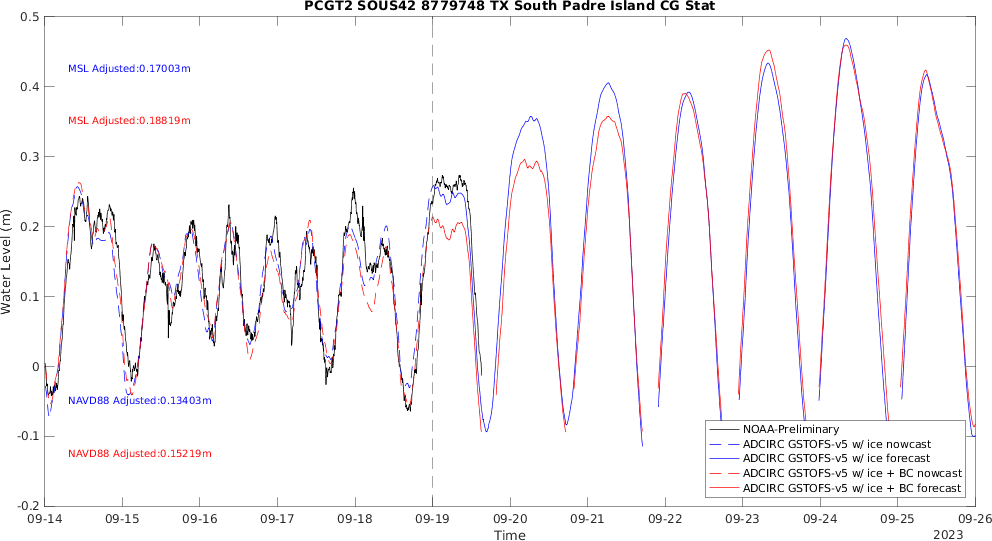 PCGT2 SOUS42 8779748 TX South Padre Island CG Stat
0.5
0.4
0.3
0.2
0.1
0
-0.1
-0.2
Water Level (m)
MSL Adjusted:0.17003m
MSL Adjusted:0.18819m
NAVD88 Adjusted:0.13403m
NAVD88 Adjusted:0.15219m
NOAA-Preliminary
ADCIRC GSTOFS-v5 w/ ice nowcast
ADCIRC GSTOFS-v5 w/ ice forecast
ADCIRC GSTOFS-v5 w/ ice + BC nowcast
ADCIRC GSTOFS-v5 w/ ice + BC forecast
09-14 09-15 09-16 09-17 09-18 09-19 09-20 09-21 09-22 09-23 09-24 09-25 09-26
Time
2023